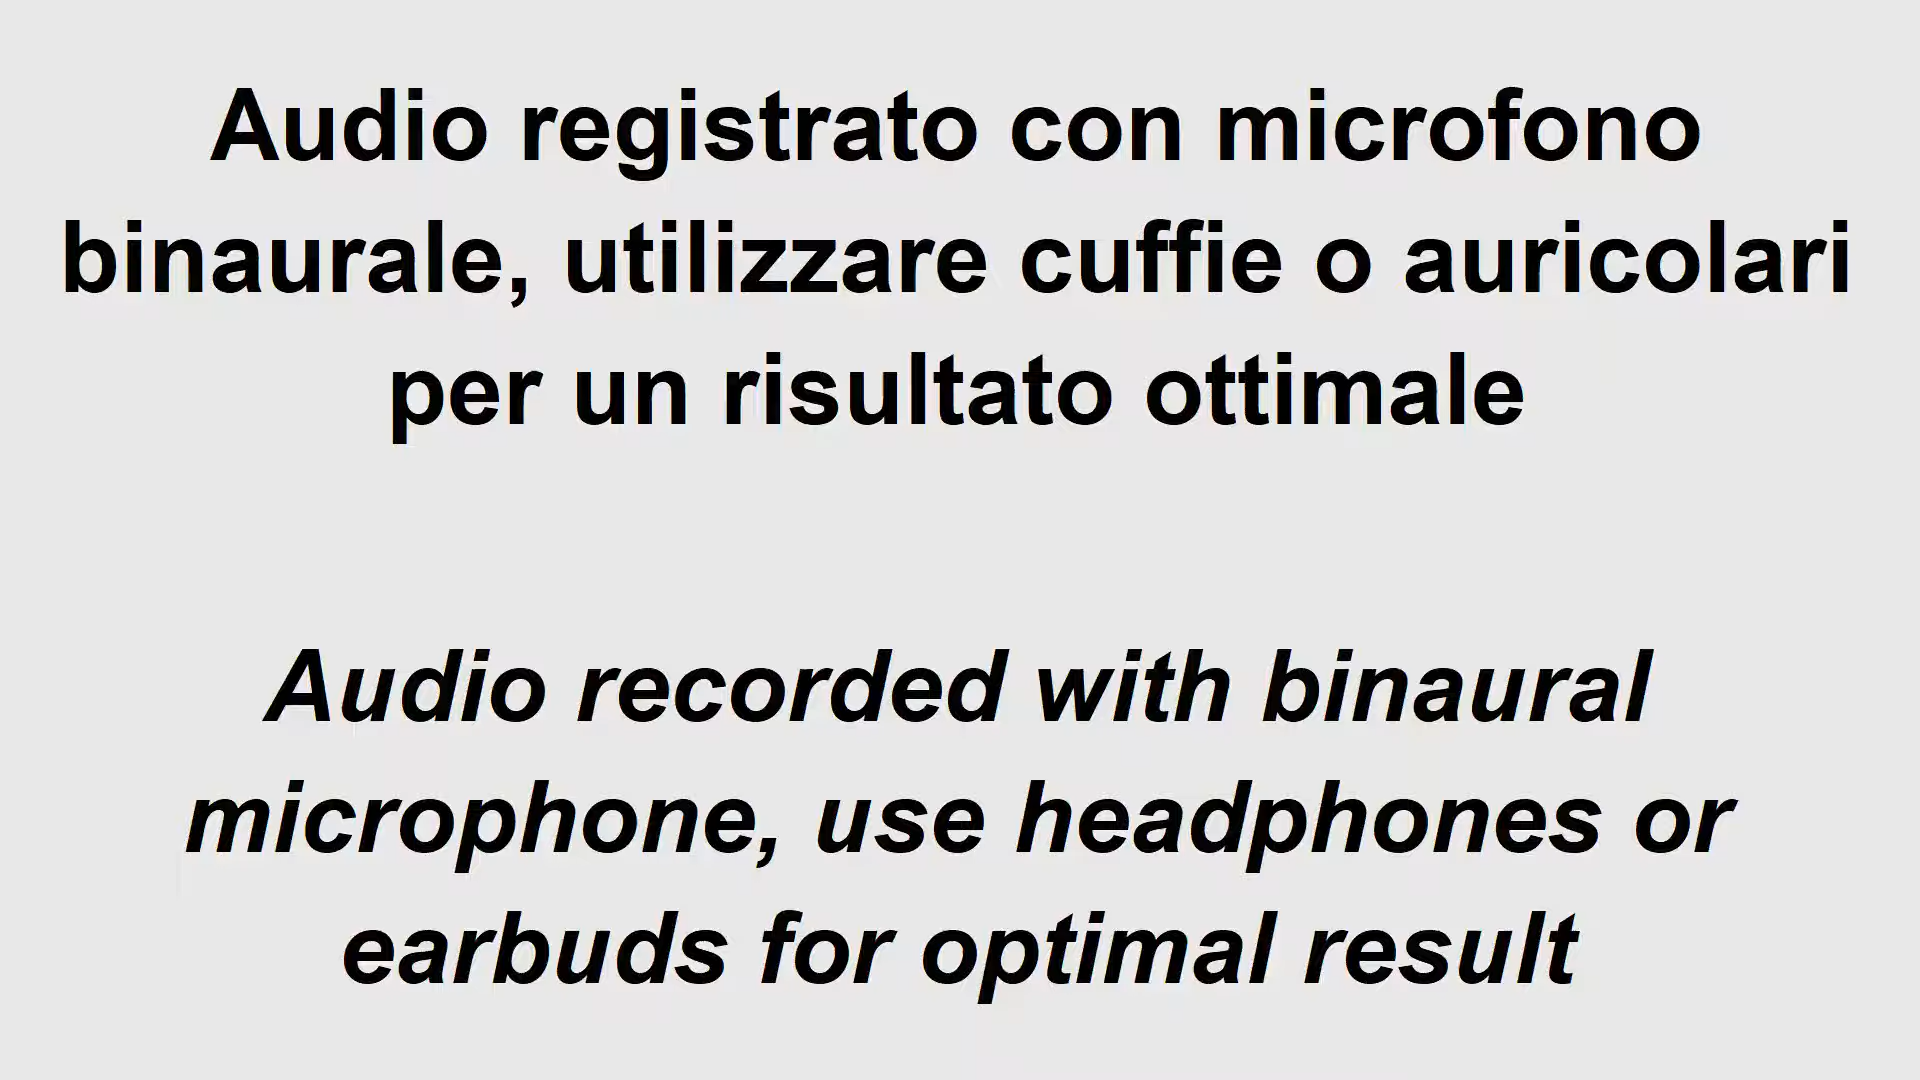 Audio registrato con microfono
binaurale, utilizzare cuffie o auricolari
per un risultato ottimale
Audio recorded with binaural
microphone, use headphones or
earbuds for optimal result